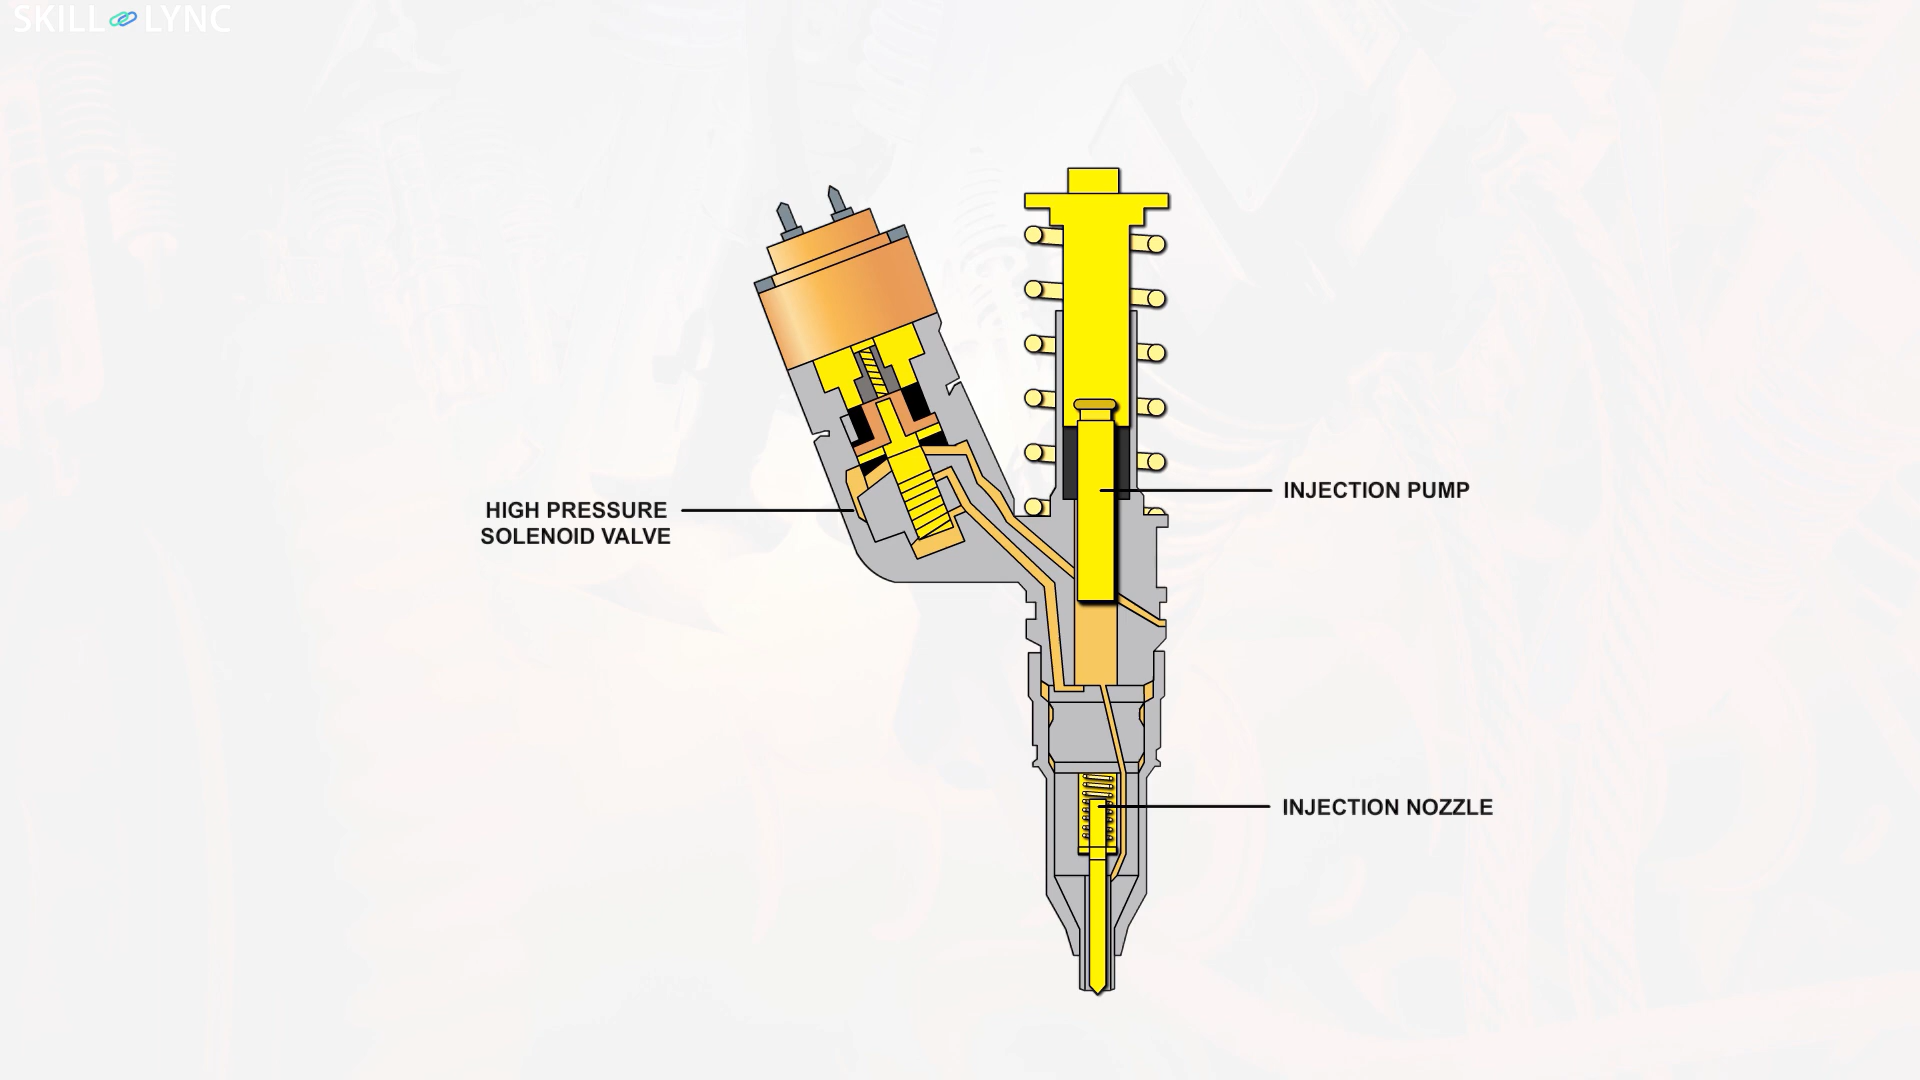 SKILL LYNC
HIGH PRESSURE
SOLENOID VALVE
INJECTION PUMP
INJECTION NOZZLE